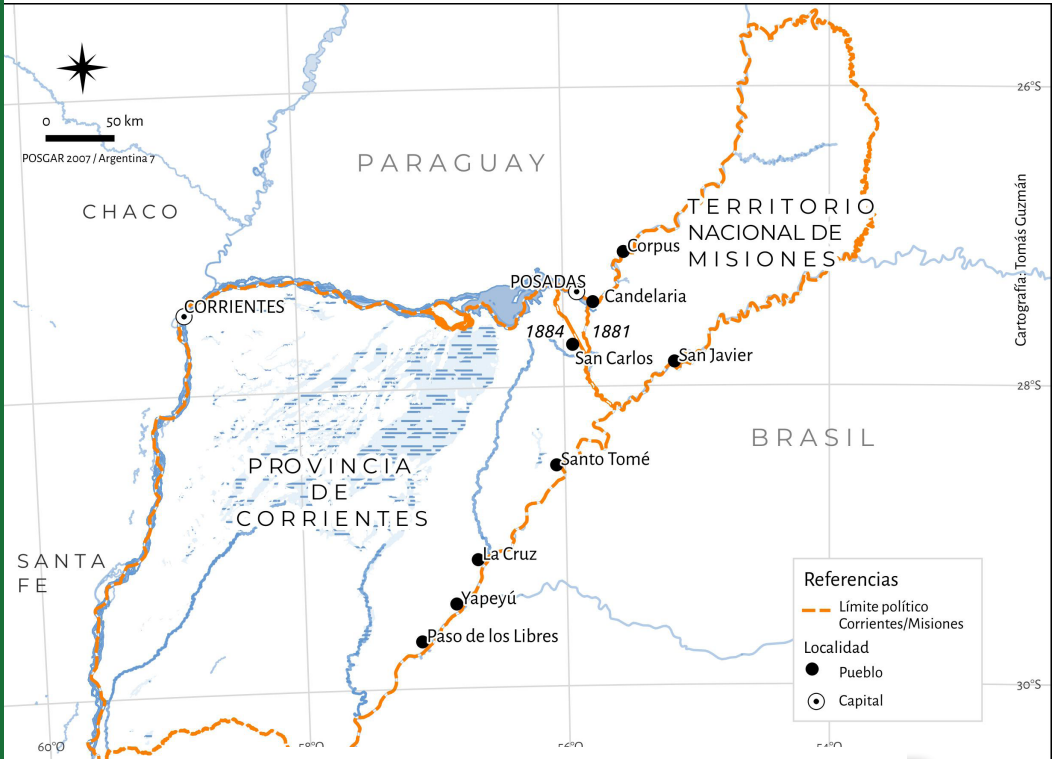 26°S
0 50 km
POSGAR 2007 / Argentina 7
PARAGUAY
CHACO
TERRITORIO
NACIONAL DE
MISIONES
Corpus
POSADAS
Candelaria
CORRIENTES
1884
1881
San Carlos
San Javier
28°S
BRASIL
Santo Tomé
PROVINCIA
DE
CORRIENTES
La Cruz
SANTA
FE
Yapeyú
Paso de los Libres
Referencias
Límite político
Corrientes/Misiones
Localidad
Pueblo
Capital
30°S
60°O
58°O
56°O
54°O
Cartografía: Tomás Guzmán